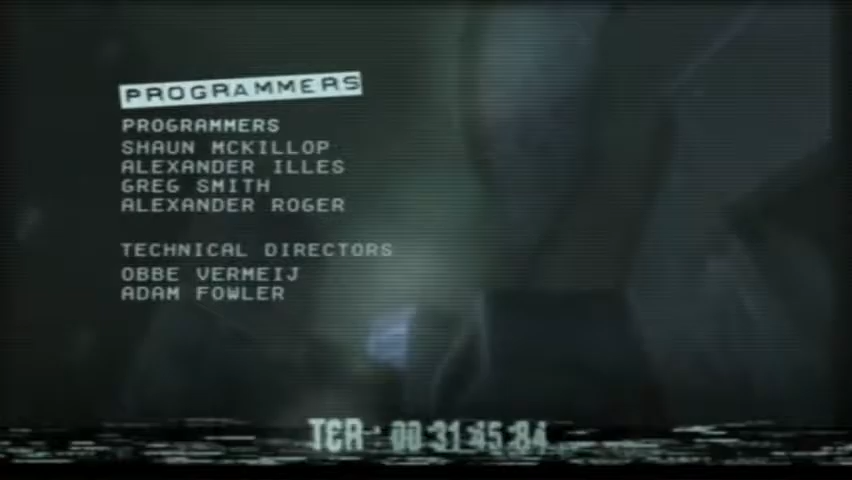 PROGRAMMERS
PROGRAMMERS
SHAUN MCKILLOP
ALEXANDER ILLES
GREG SMITH
ALEXANDER ROGER
TECHNICAL DIRECTORS
OBBE VERMEIJ
ADAM FOWLER
TCR : 00:31:45:84